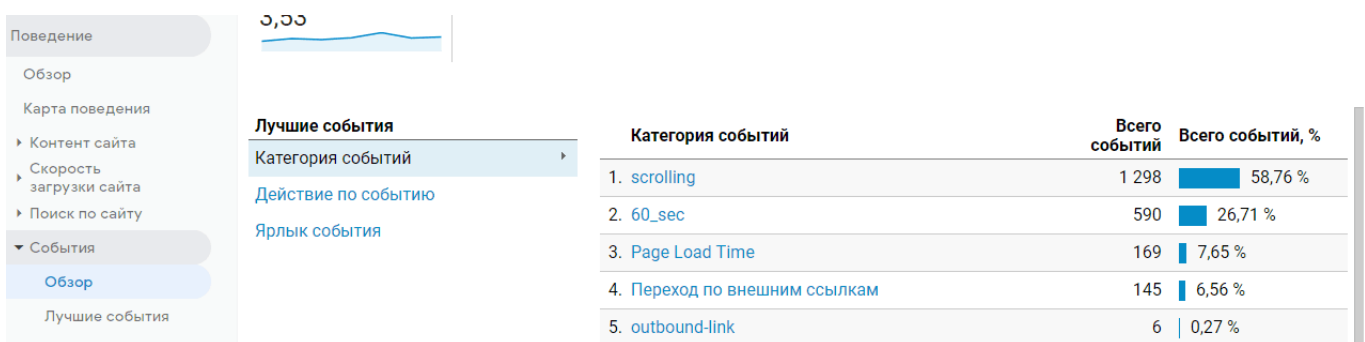 Поведение
Обзор
Карта поведения
Контент сайта
Скорость
загрузки сайта
Поиск по сайту
События
Обзор
Лучшие события
3,53
Лучшие события
Категория событий
Действие по событию
Ярлык события
Категория событий Всего событий Всего событий, %
1. scrolling 1 298 58,76 %
2. 60_sec 590 26,71 %
3. Page Load Time 169 7,65 %
4. Переход по внешним ссылкам 145 6,56 %
5. outbound-link 6 0,27 %